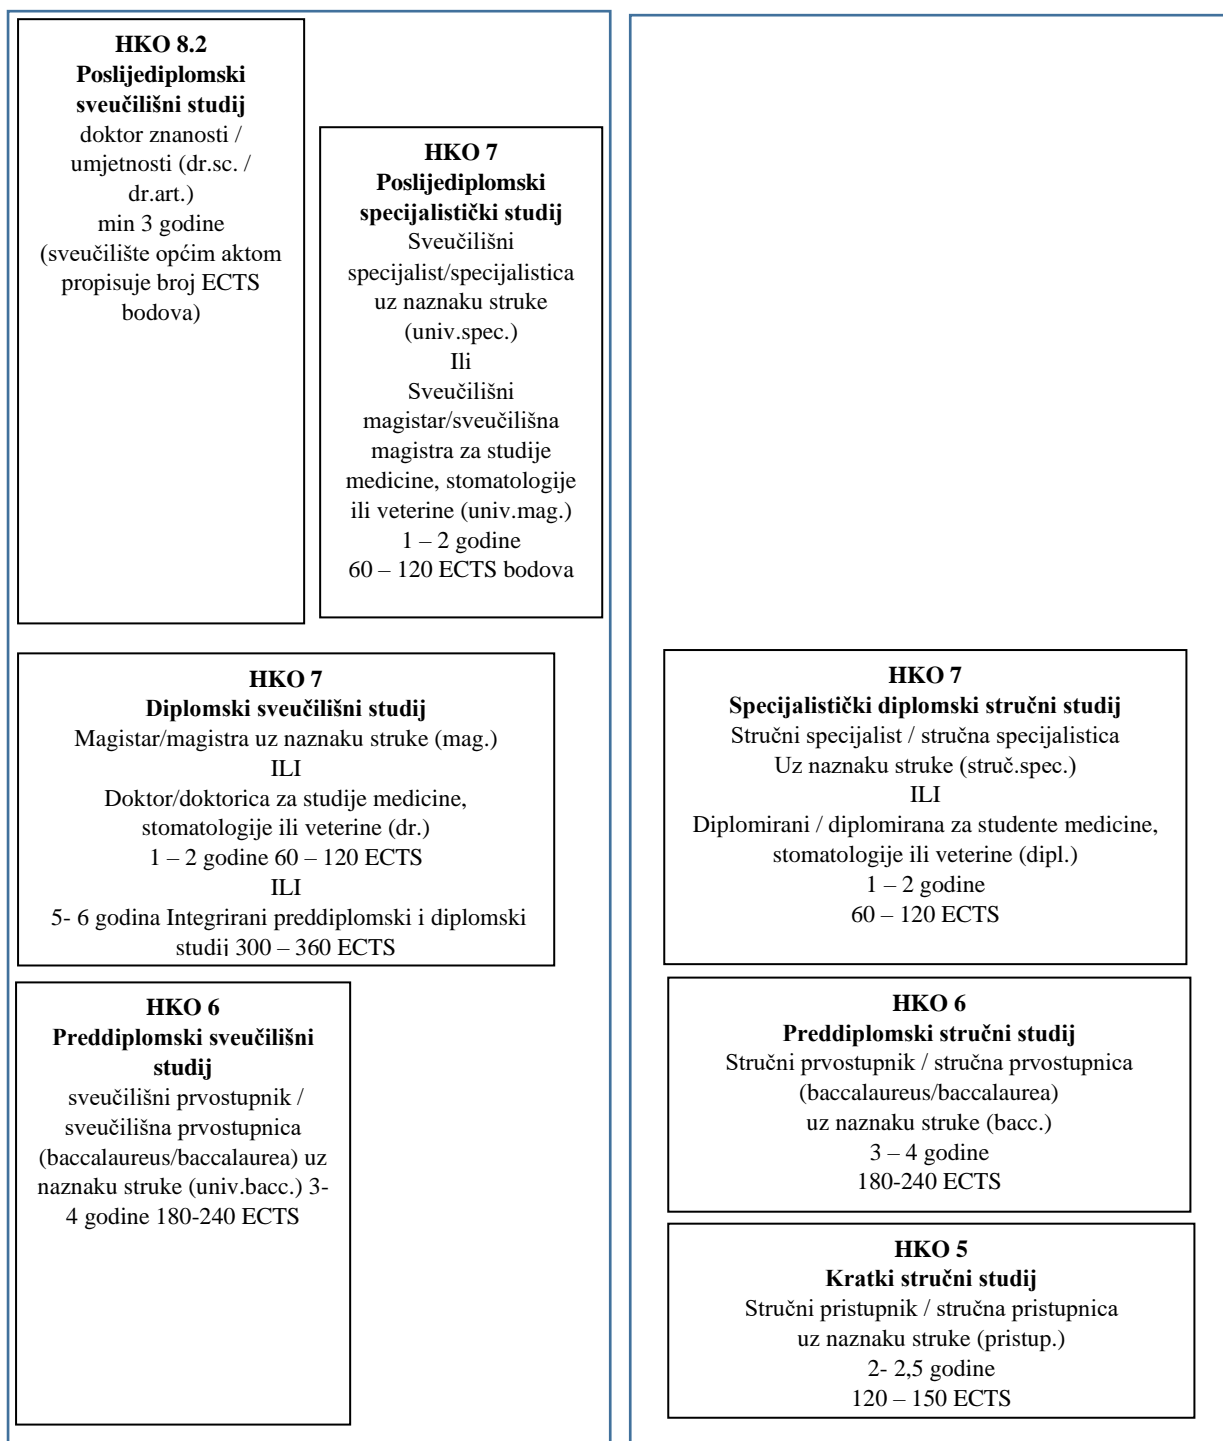 HKO 8.2
Poslijediplomski
sveučilišni studij
doktor znanosti /
umjetnosti (dr.sc. /
dr.art.)
min 3 godine
(sveučilište općim aktom
propisuje broj ECTS
bodova)
HKO 7
Poslijediplomski
specijalistički studij
Sveučilišni
specijalist/specijalistica
uz naznaku struke
(univ.spec.)
Ili
Sveučilišni
magistar/sveučilišna
magistra za studije
medicine, stomatologije
ili veterine (univ.mag.)
1 – 2 godine
60 – 120 ECTS bodova
HKO 7
Diplomski sveučilišni studij
Magistar/magistra uz naznaku struke (mag.)
ILI
Doktor/doktorica za studije medicine,
stomatologije ili veterine (dr.)
1 – 2 godine 60 – 120 ECTS
ILI
5- 6 godina Integrirani preddiplomski i diplomski
studij 300 – 360 ECTS
HKO 6
Preddiplomski sveučilišni
studij
sveučilišni prvostupnik /
sveučilišna prvostupnica
(baccalaureus/baccalaurea) uz
naznaku struke (univ.bacc.) 3-
4 godine 180-240 ECTS
HKO 7
Specijalistički diplomski stručni studij
Stručni specijalist / stručna specijalistica
Uz naznaku struke (struč.spec.)
ILI
Diplomirani / diplomirana za studente medicine,
stomatologije ili veterine (dipl.)
1 – 2 godine
60 – 120 ECTS
HKO 6
Preddiplomski stručni studij
Stručni prvostupnik / stručna prvostupnica
(baccalaureus/baccalaurea)
uz naznaku struke (bacc.)
3 – 4 godine
180-240 ECTS
HKO 5
Kratki stručni studij
Stručni pristupnik / stručna pristupnica
uz naznaku struke (pristup.)
2- 2,5 godine
120 – 150 ECTS